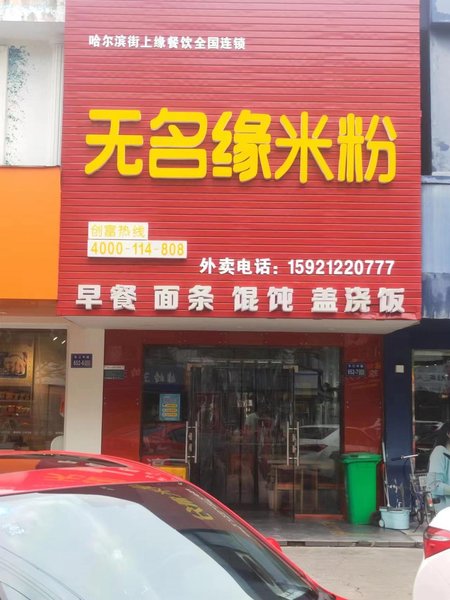 哈尔滨街上缘餐饮全国连锁
无名缘米粉
创富热线
4000-114-808
外卖电话：15921220777
早餐 面条 馄饨 盖浇饭